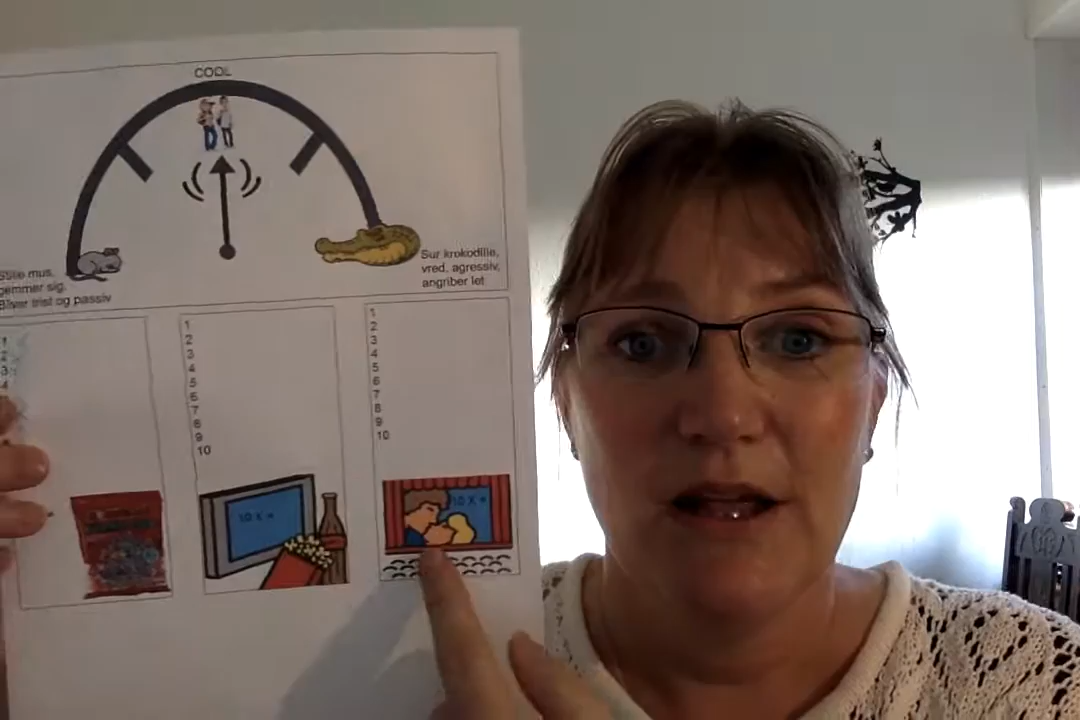 COOL
Stille mus,
gemmer sig.
Bliver trist og passiv
Sur krokodille,
vred, agressiv,
angriber let
1
2
3
4
1
2
3
4
5
6
7
8
9
10
1
2
3
4
5
6
7
8
9
10
10 X =
10 X =